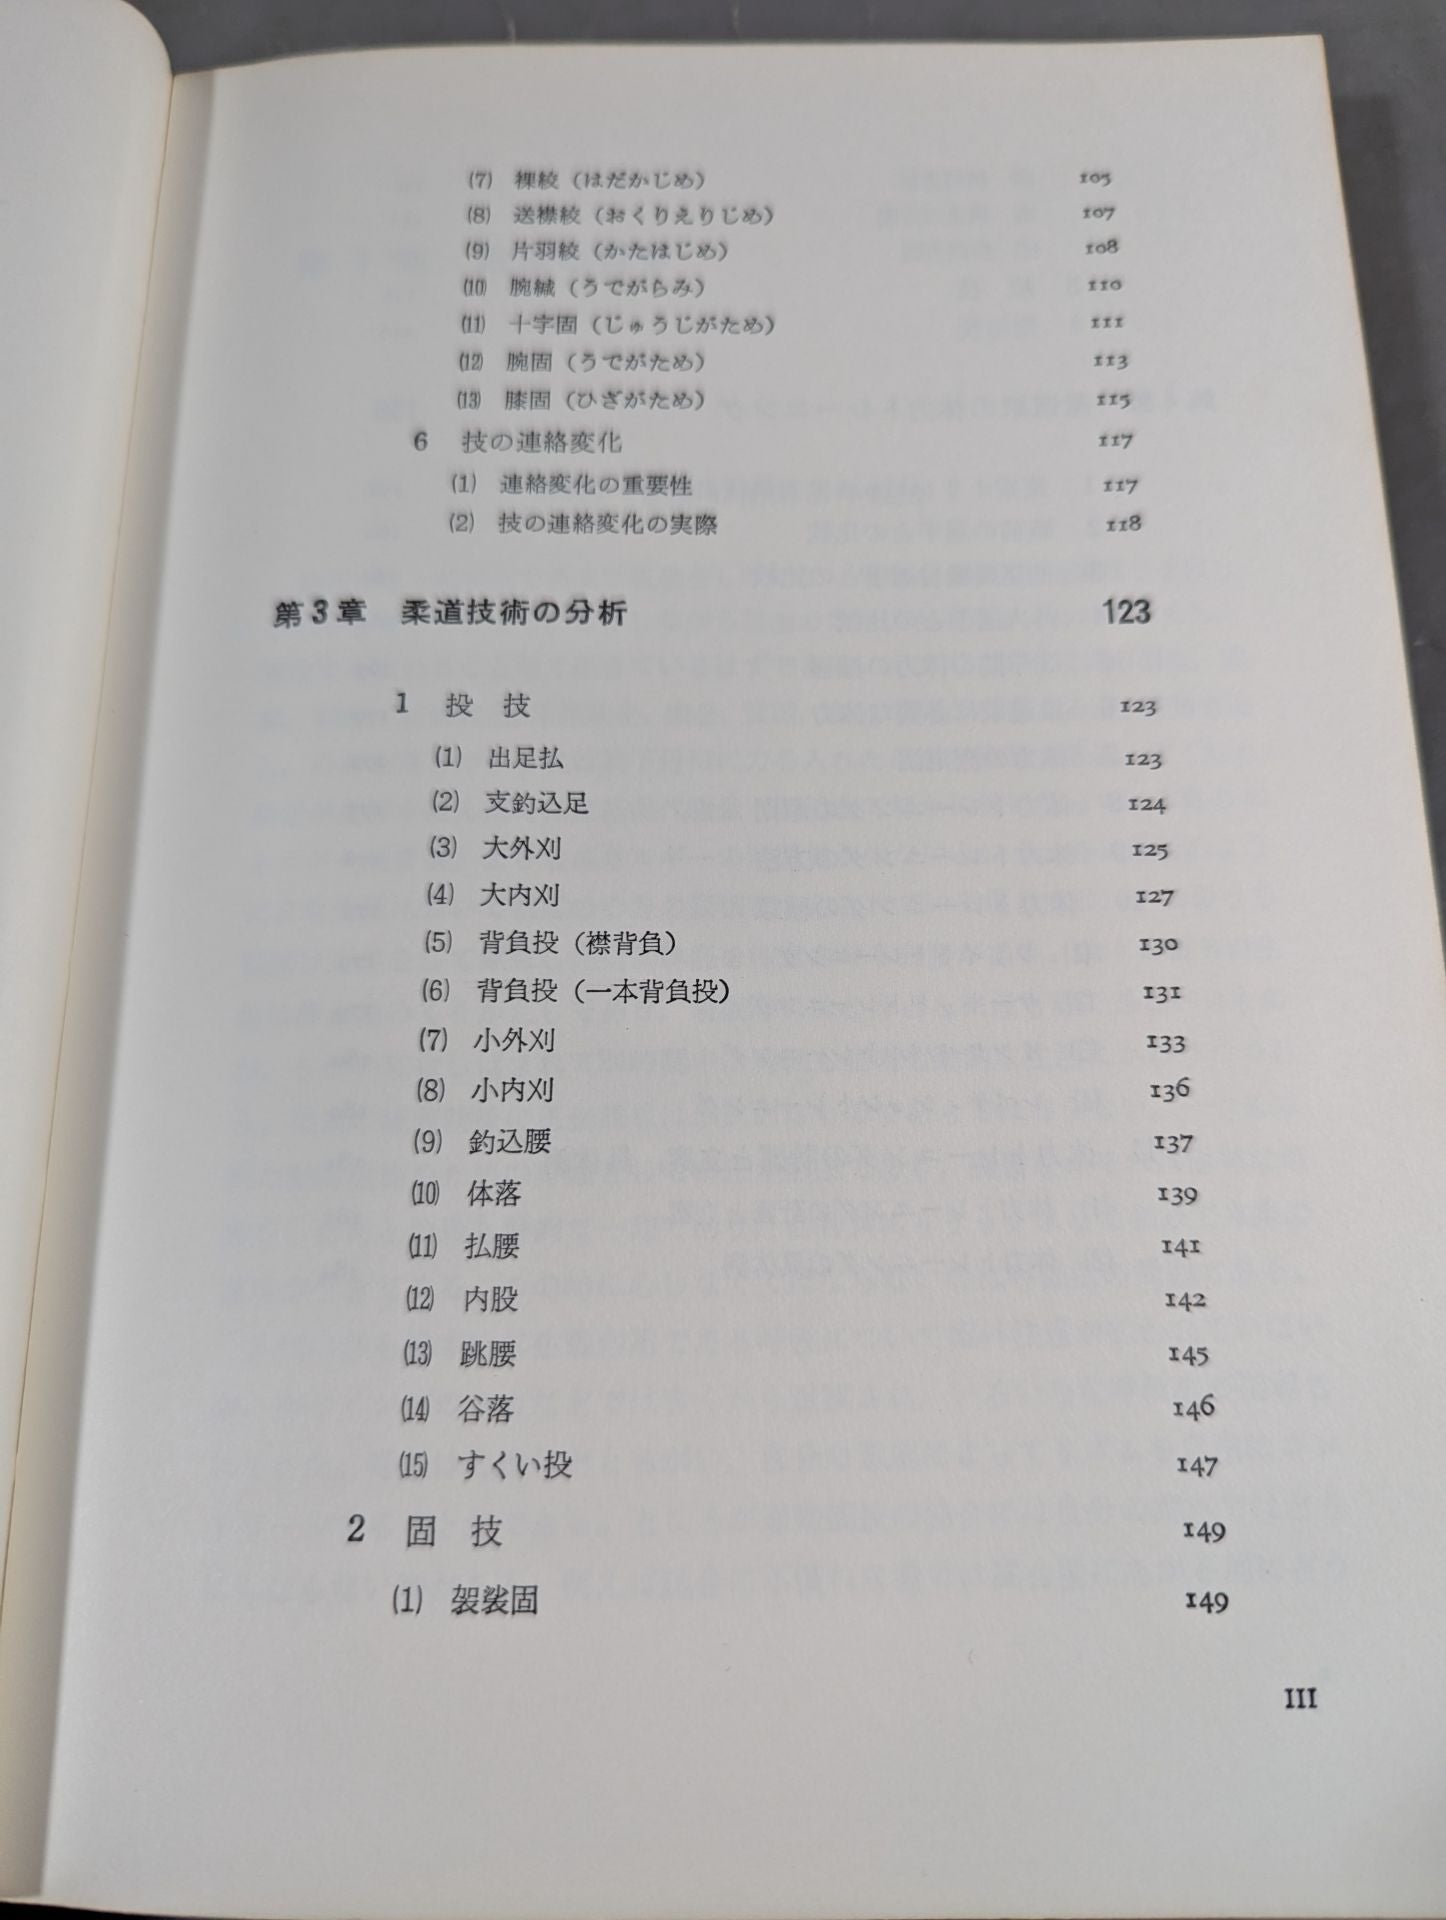 (7) 裸絞（はだかじめ） 105
(8) 送襟絞（おくりえりじめ） 107
(9) 片羽絞（かたはじめ） 108
(10) 腕緘（うでがらみ） 110
(11) 十字固（じゅうじがため） 111
(12) 腕固（うでがため） 113
(13) 膝固（ひざがため） 115
6 技の連絡変化 117
(1) 連絡変化の重要性 117
(2) 技の連絡変化の実際 118
第3章 柔道技術の分析 123
1 投 技 123
(1) 出足払 123
(2) 支釣込足 124
(3) 大外刈 125
(4) 大内刈 127
(5) 背負投（襟背負） 130
(6) 背負投（一本背負投） 131
(7) 小外刈 133
(8) 小内刈 136
(9) 釣込腰 137
(10) 体落 139
(11) 払腰 141
(12) 内股 142
(13) 跳腰 145
(14) 谷落 146
(15) すくい投 147
2 固 技 149
(1) 袈裟固 149
III